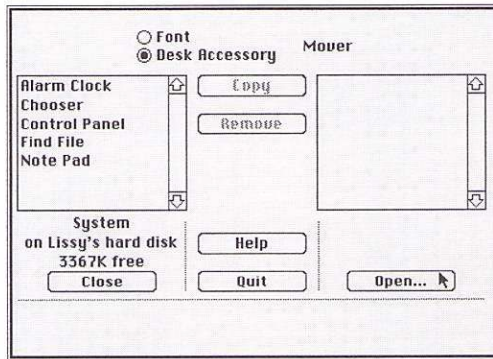 Font
Desk Accessory
Mover
Alarm Clock
Chooser
Control Panel
Find File
Note Pad
Copy
Remove
System
on Lissy's hard disk
3367K free
Close
Help
Quit
Open...